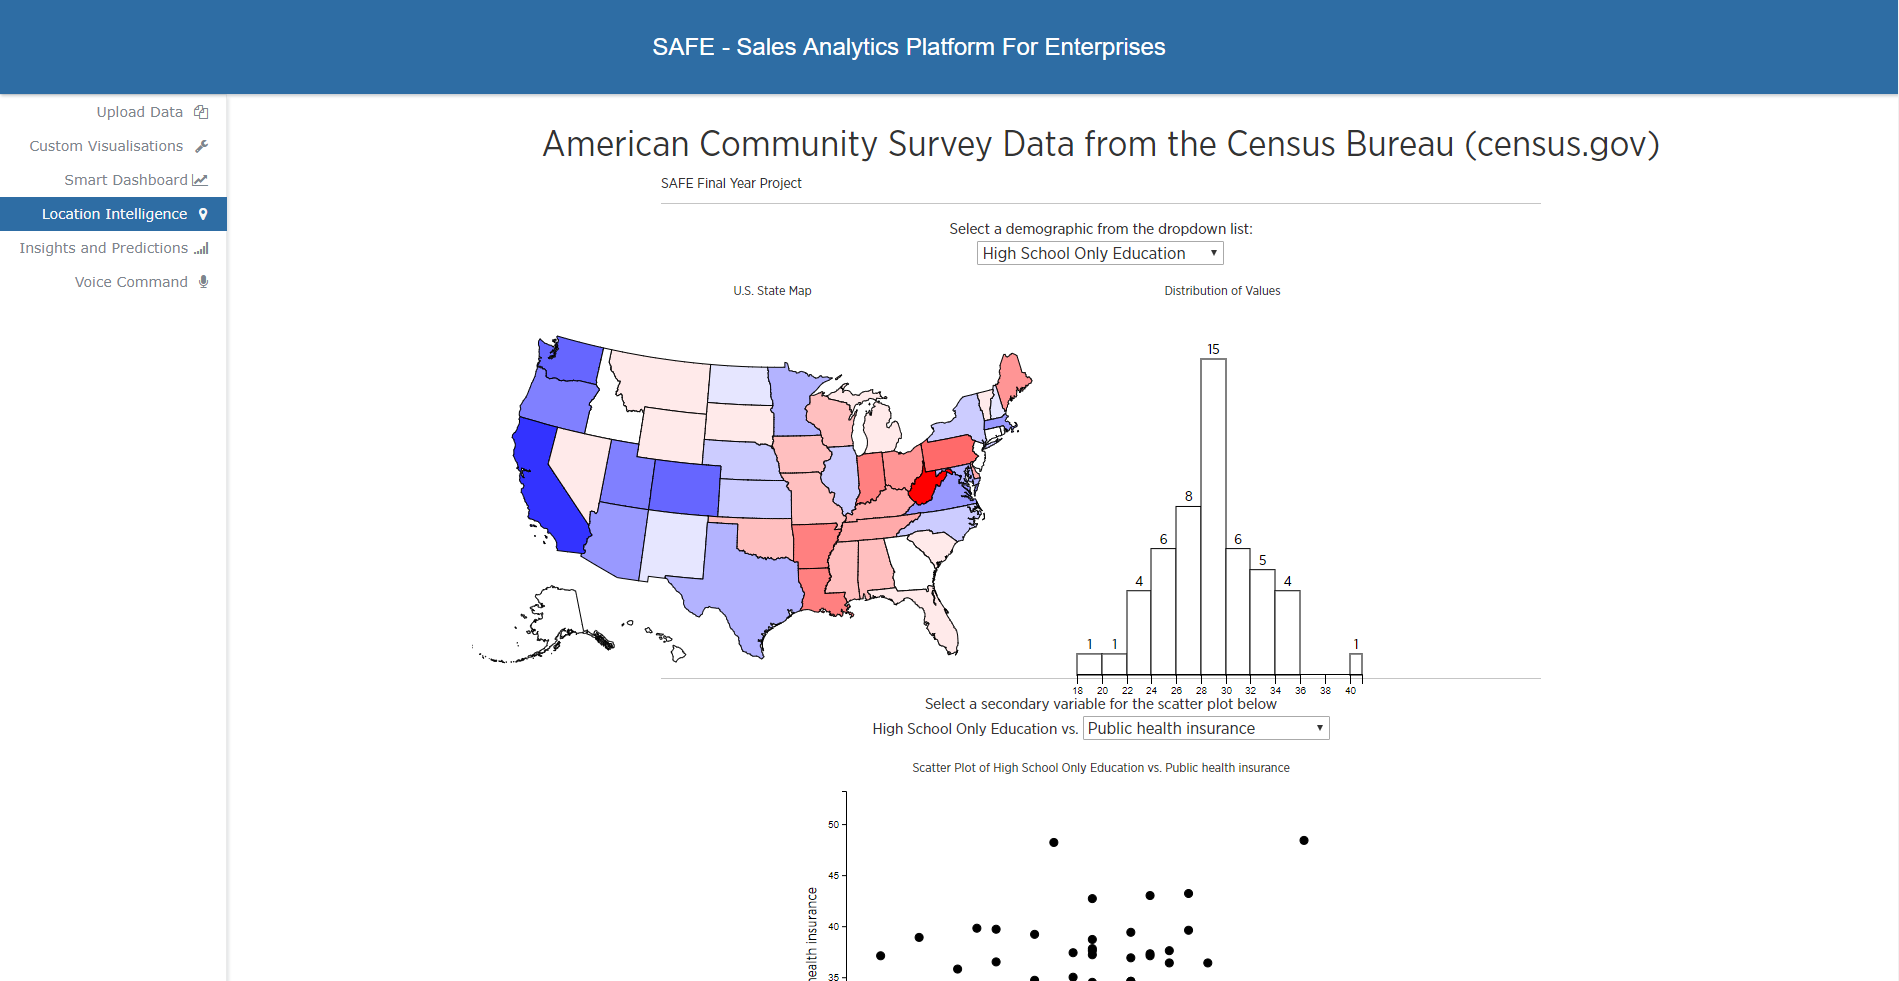 SAFE - Sales Analytics Platform For Enterprises
Upload Data
Custom Visualisations
Smart Dashboard
Location Intelligence
Insights and Predictions
Voice Command
American Community Survey Data from the Census Bureau (census.gov)
SAFE Final Year Project
Select a demographic from the dropdown list:
High School Only Education
U.S. State Map
Distribution of Values
15
8
6
6
5
4
4
1
1
1
18 20 22 24 26 28 30 32 34 36 38 40
Select a secondary variable for the scatter plot below
High School Only Education vs. Public health insurance
Scatter Plot of High School Only Education vs. Public health insurance
50
45
40
35
health insurance